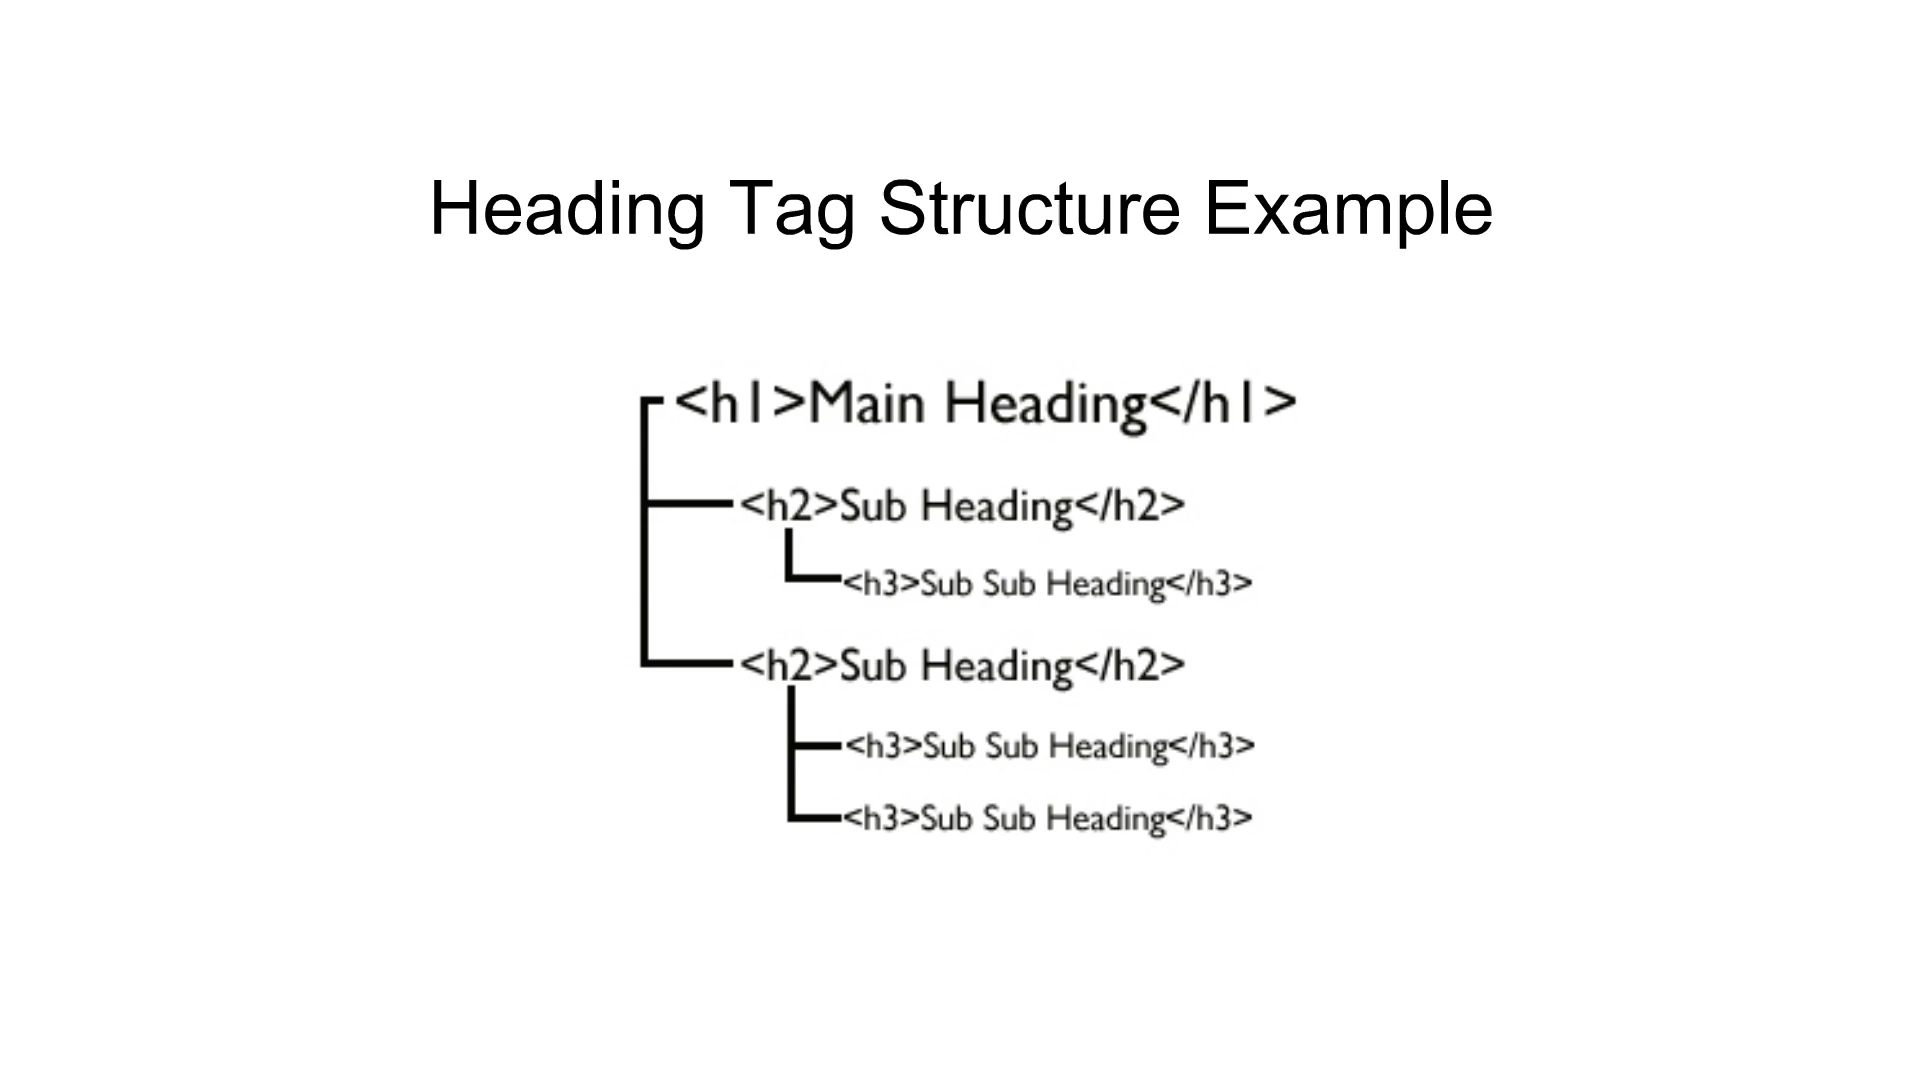 Heading Tag Structure Example
<h1>Main Heading</h1>
<h2>Sub Heading</h2>
<h3>Sub Sub Heading</h3>
<h2>Sub Heading</h2>
<h3>Sub Sub Heading</h3>
<h3>Sub Sub Heading</h3>